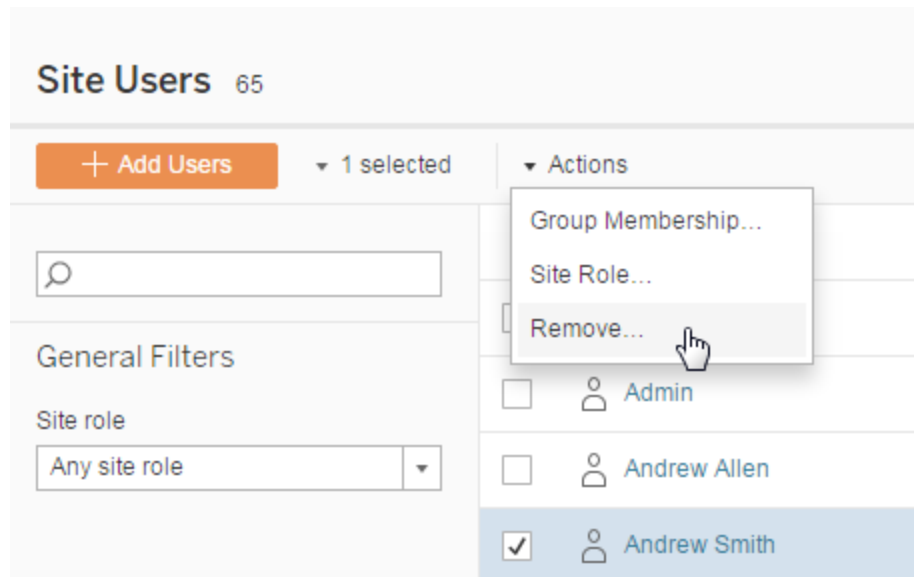 Site Users 65
+ Add Users
1 selected
Actions
Group Membership...
Site Role...
Remove...
General Filters
Site role
Any site role
Admin
Andrew Allen
Andrew Smith